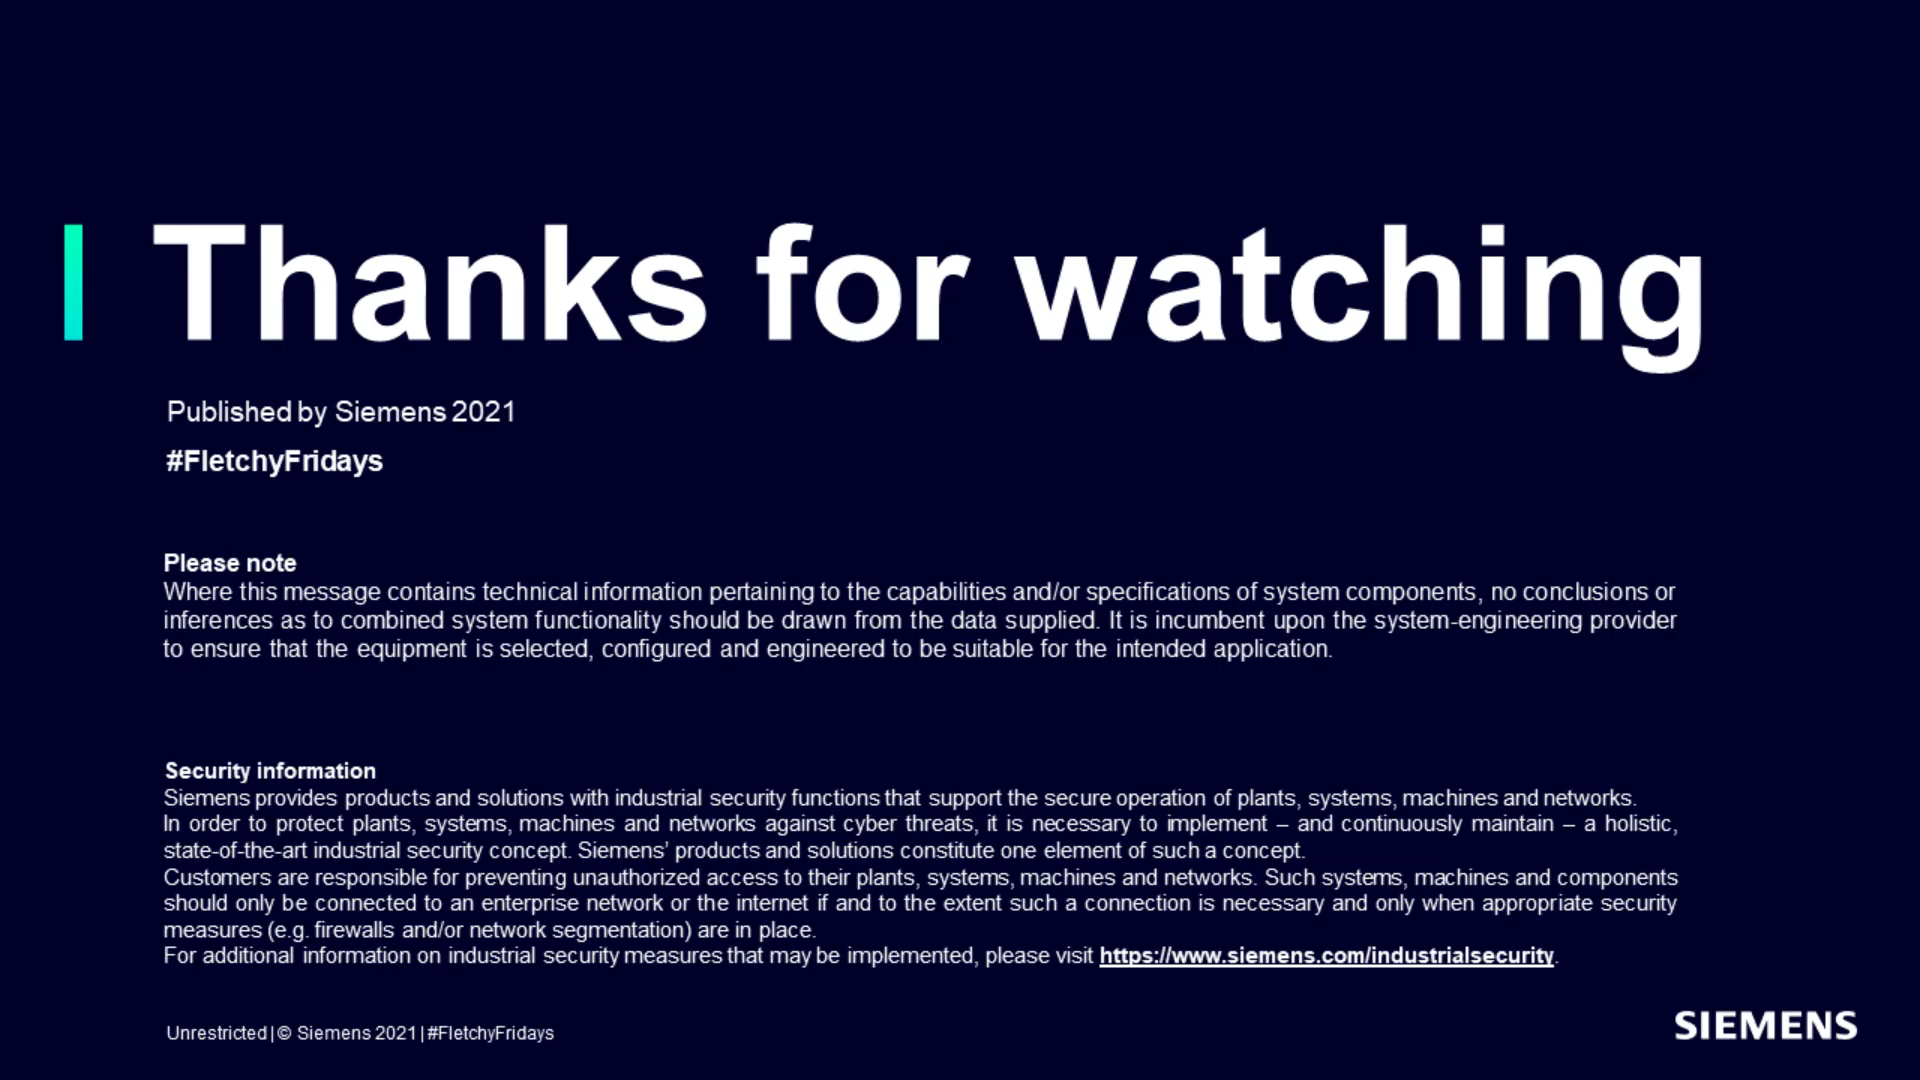 Thanks for watching
Published by Siemens 2021
#FletchyFridays
Please note
Where this message contains technical information pertaining to the capabilities and/or specifications of system components, no conclusions or
inferences as to combined system functionality should be drawn from the data supplied. It is incumbent upon the system-engineering provider
to ensure that the equipment is selected, configured and engineered to be suitable for the intended application.
Security information
Siemens provides products and solutions with industrial security functions that support the secure operation of plants, systems, machines and networks.
In order to protect plants, systems, machines and networks against cyber threats, it is necessary to implement – and continuously maintain – a holistic,
state-of-the-art industrial security concept. Siemens’ products and solutions constitute one element of such a concept.
Customers are responsible for preventing unauthorized access to their plants, systems, machines and networks. Such systems, machines and components
should only be connected to an enterprise network or the internet if and to the extent such a connection is necessary and only when appropriate security
measures (e.g. firewalls and/or network segmentation) are in place.
For additional information on industrial security measures that may be implemented, please visit https://www.siemens.com/industrialsecurity.
Unrestricted | © Siemens 2021 | #FletchyFridays
SIEMENS